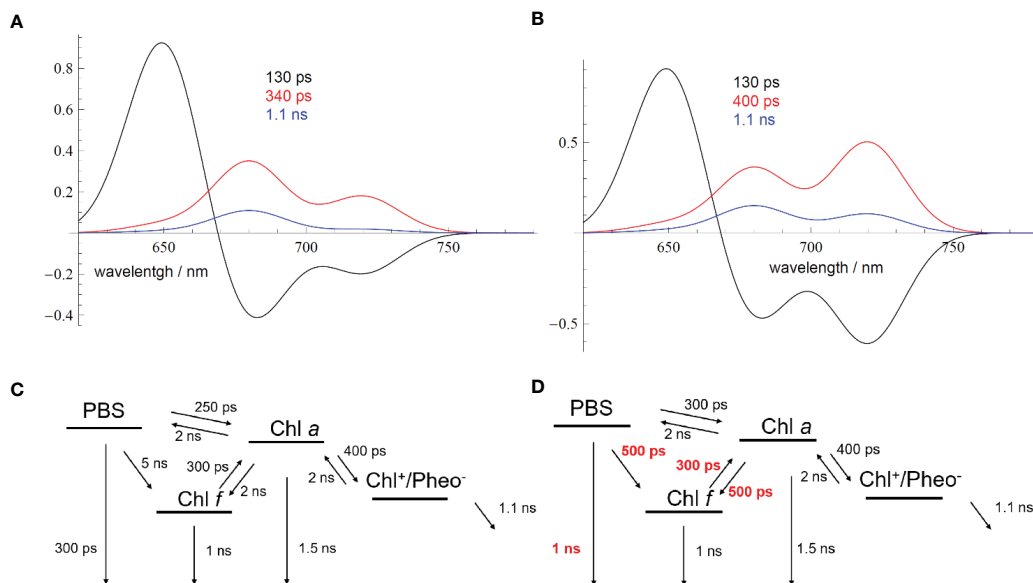 A
0.8
0.6
0.4
0.2
−0.2
−0.4
650
700
750
130 ps
340 ps
1.1 ns
wavelentgh / nm
B
0.5
−0.5
650
700
750
130 ps
400 ps
1.1 ns
wavelength / nm
C
PBS
250 ps
2 ns
Chl a
5 ns
300 ps
2 ns
400 ps
2 ns
Chl f
Chl⁺/Pheo⁻
1.1 ns
300 ps
1 ns
1.5 ns
D
PBS
300 ps
2 ns
Chl a
500 ps
300 ps
500 ps
400 ps
2 ns
Chl f
Chl⁺/Pheo⁻
1.1 ns
1 ns
1 ns
1.5 ns